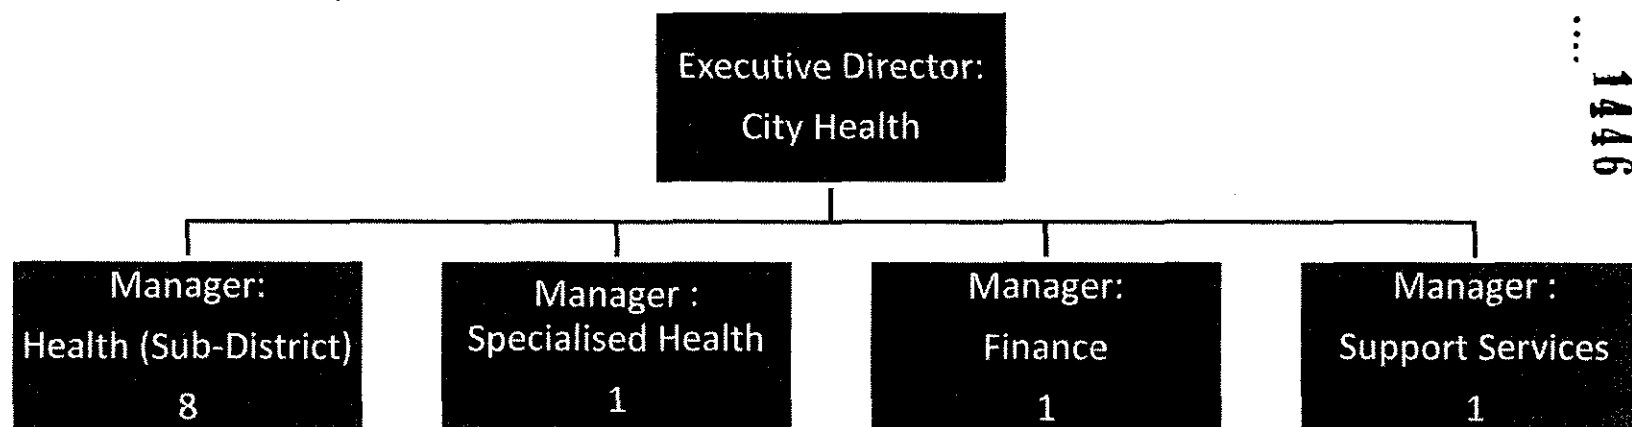 Executive Director:
City Health
Manager:
Health (Sub-District)
8
Manager :
Specialised Health
1
Manager:
Finance
1
Manager :
Support Services
1